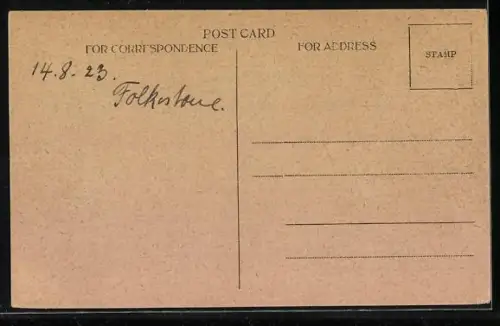 POST CARD
FOR CORRESPONDENCE
FOR ADDRESS
STAMP
14.8.23.
Folkestone.